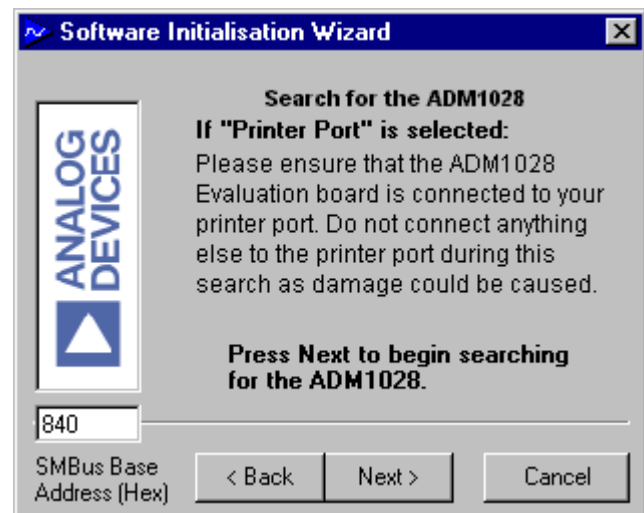 Software Initialisation Wizard
ANALOG
DEVICES
Search for the ADM1028
If "Printer Port" is selected:
Please ensure that the ADM1028
Evaluation board is connected to your
printer port. Do not connect anything
else to the printer port during this
search as damage could be caused.
Press Next to begin searching
for the ADM1028.
840
SMBus Base
Address (Hex)
< Back
Next >
Cancel